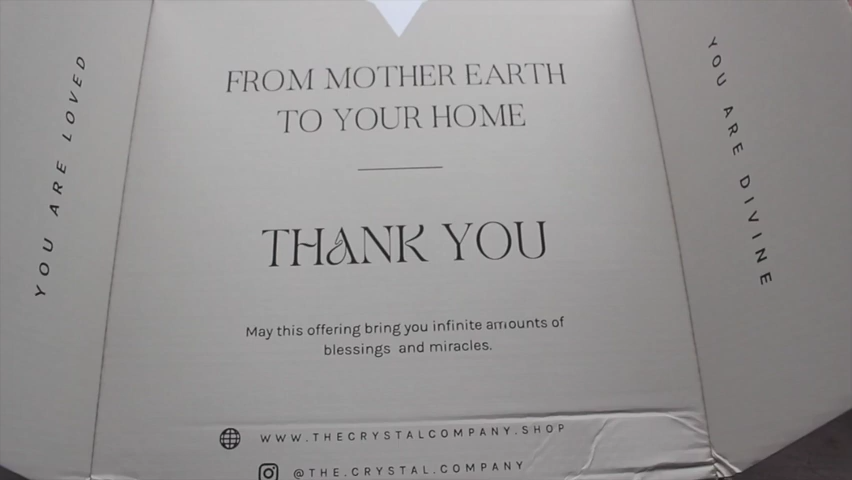 YOU ARE LOVED
FROM MOTHER EARTH
TO YOUR HOME
THANK YOU
May this offering bring you infinite amounts of
blessings and miracles.
WWW.THECRYSTALCOMPANY.SHOP
@THE.CRYSTAL.COMPANY
YOU ARE DIVINE